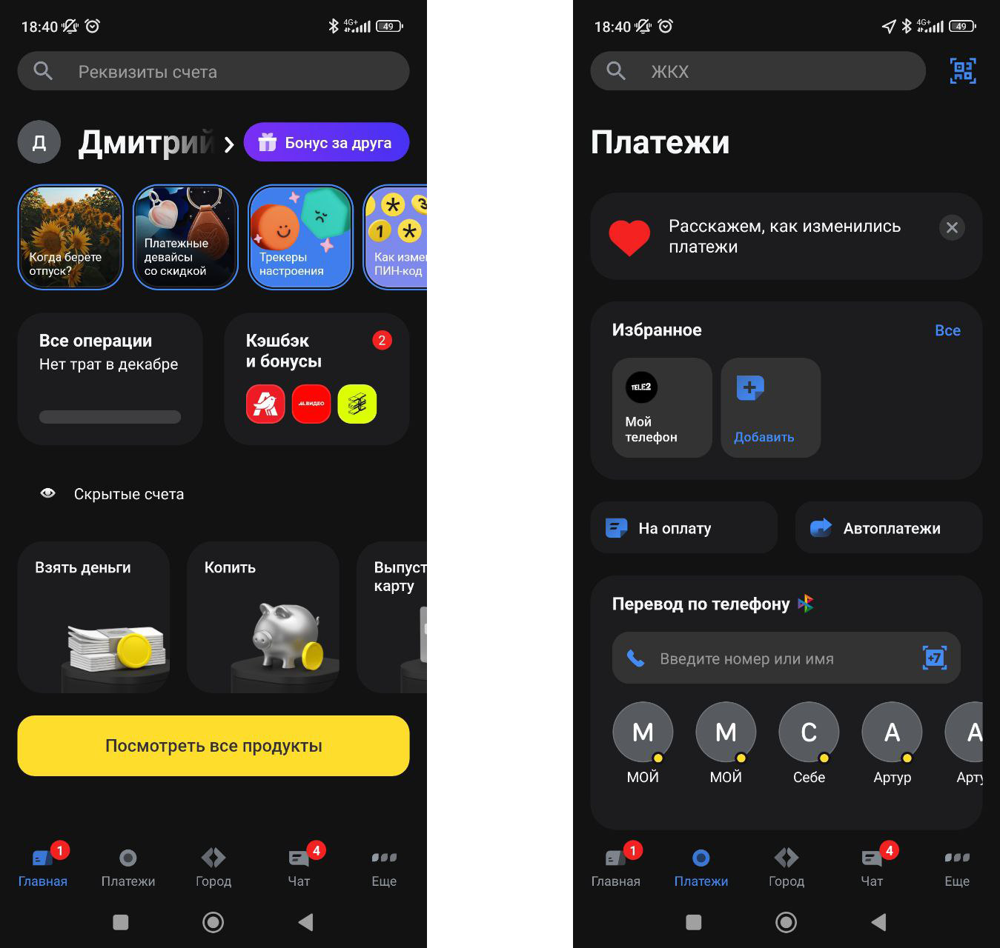 18:40
4G+
49
Реквизиты счета
Д
Дмитрий
Бонус за друга
Когда берете
отпуск?
Платежные
девайсы
со скидкой
Трекеры
настроения
3
1
Как изме
ПИН-код
Все операции
Нет трат в декабре
Кэшбэк
и бонусы
2
М.ВИДЕО
Скрытые счета
Взять деньги
Копить
Выпуст
карту
Посмотреть все продукты
1
4
Главная
Платежи
Город
Чат
Еще
18:40
4G+
49
ЖКХ
Платежи
Расскажем, как изменились
платежи
Избранное
Все
TELE2
Мой
телефон
Добавить
На оплату
Автоплатежи
Перевод по телефону
Введите номер или имя
+7
М
М
С
А
А
МОЙ
МОЙ
Себе
Артур
Арту
1
4
Главная
Платежи
Город
Чат
Еще